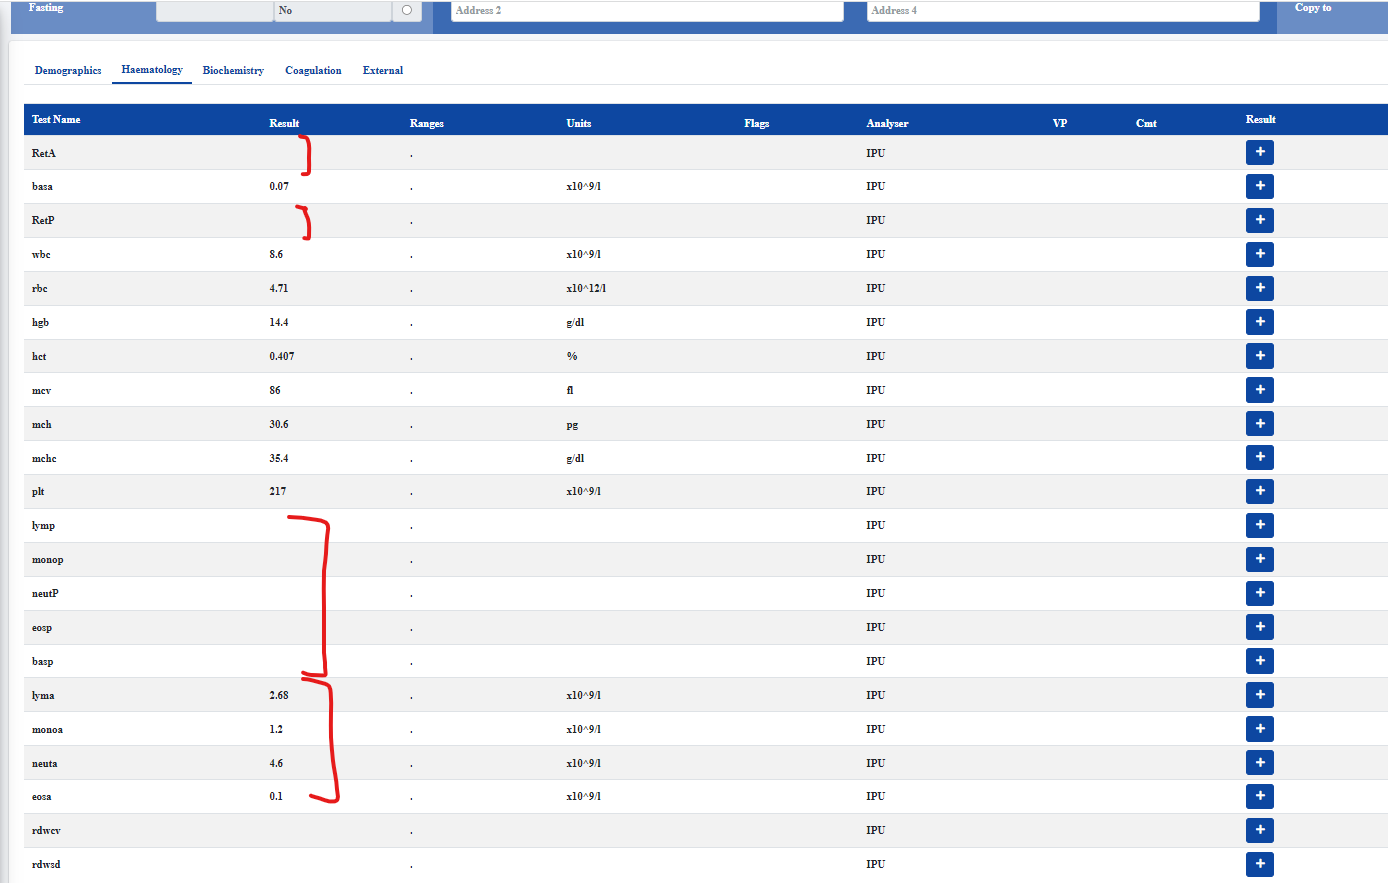 Fasting No Address 2 Address 4 Copy to
Demographics Haematology Biochemistry Coagulation External
Test Name Result Ranges Units Flags Analyser VP Cmt Result
RetA . IPU +
basa 0.07 . x10^9/l IPU +
RetP . IPU +
wbc 8.6 . x10^9/l IPU +
rbc 4.71 . x10^12/l IPU +
hgb 14.4 . g/dl IPU +
hct 0.407 . % IPU +
mcv 86 . fl IPU +
mch 30.6 . pg IPU +
mchc 35.4 . g/dl IPU +
plt 217 . x10^9/l IPU +
lymp . IPU +
monop . IPU +
neutP . IPU +
eosp . IPU +
basp . IPU +
lyma 2.68 . x10^9/l IPU +
monoa 1.2 . x10^9/l IPU +
neuta 4.6 . x10^9/l IPU +
eosa 0.1 . x10^9/l IPU +
rdwcv . IPU +
rdwsd . IPU +